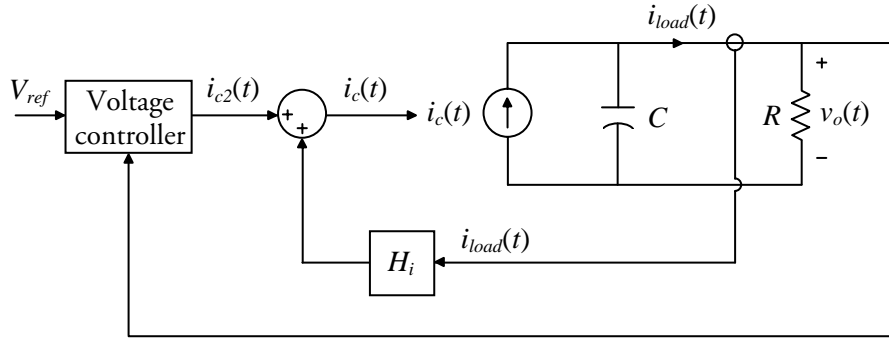 i_load(t)
V_ref
Voltage
controller
i_c2(t)
i_c(t)
+
+
i_c(t)
C
R
+
v_o(t)
−
H_i
i_load(t)